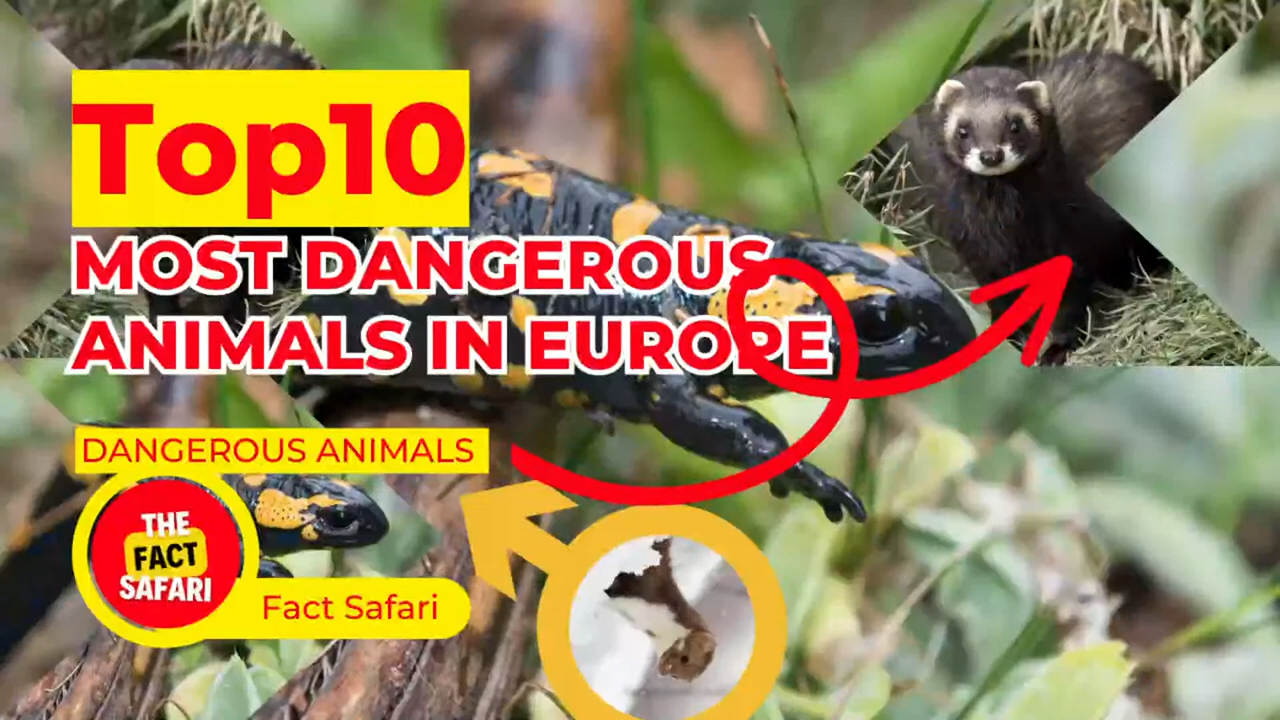 Top10
MOST DANGEROUS
ANIMALS IN EUROPE
DANGEROUS ANIMALS
THE
FACT
SAFARI
Fact Safari